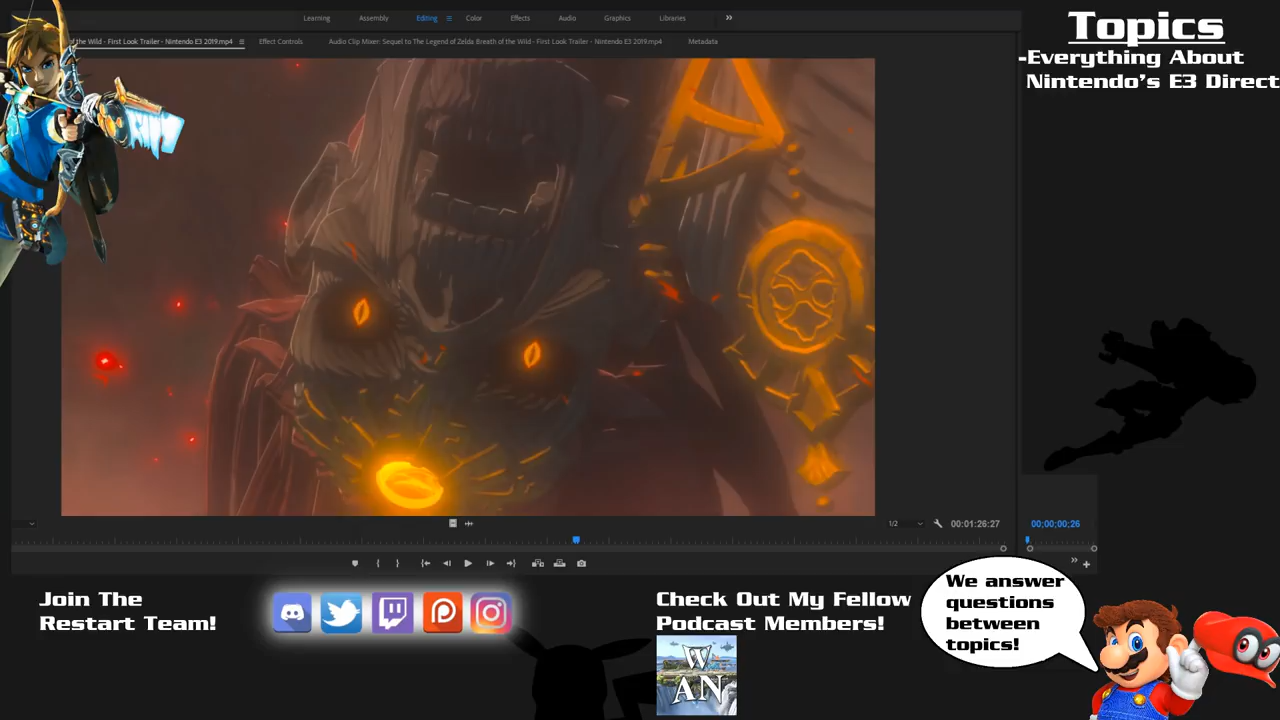 Learning Assembly Editing Color Effects Audio Graphics Libraries
of the Wild - First Look Trailer - Nintendo E3 2019.mp4 Effect Controls Audio Clip Mixer: Sequel to The Legend of Zelda Breath of the Wild - First Look Trailer - Nintendo E3 2019.mp4 Metadata
Topics
-Everything About
Nintendo's E3 Direct
1/2 00:01:26:27 00;00;00;26
Join The
Restart Team!
Check Out My Fellow
Podcast Members!
W
AN
We answer
questions
between
topics!